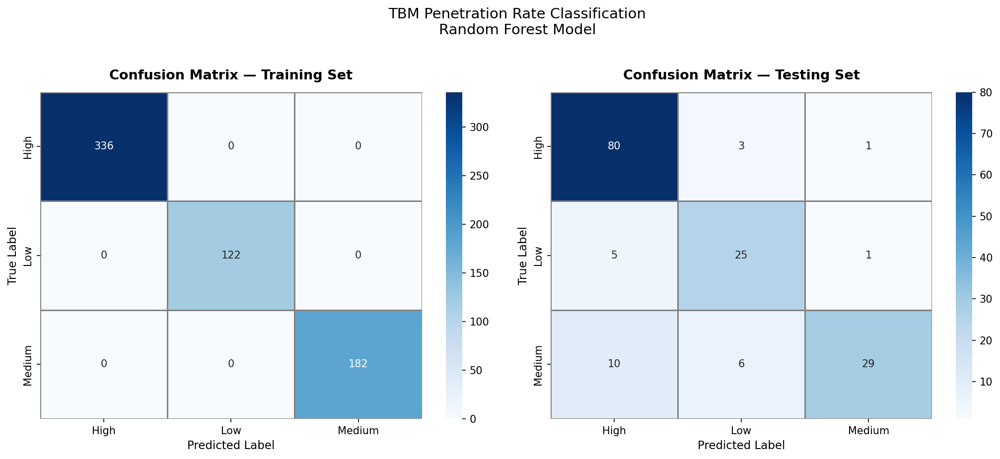 TBM Penetration Rate Classification
Random Forest Model
Confusion Matrix — Training Set
True Label
High
336 0 0
Low
0 122 0
Medium
0 0 182
High Low Medium
Predicted Label
300
250
200
150
100
50
0
Confusion Matrix — Testing Set
True Label
High
80 3 1
Low
5 25 1
Medium
10 6 29
High Low Medium
Predicted Label
80
70
60
50
40
30
20
10